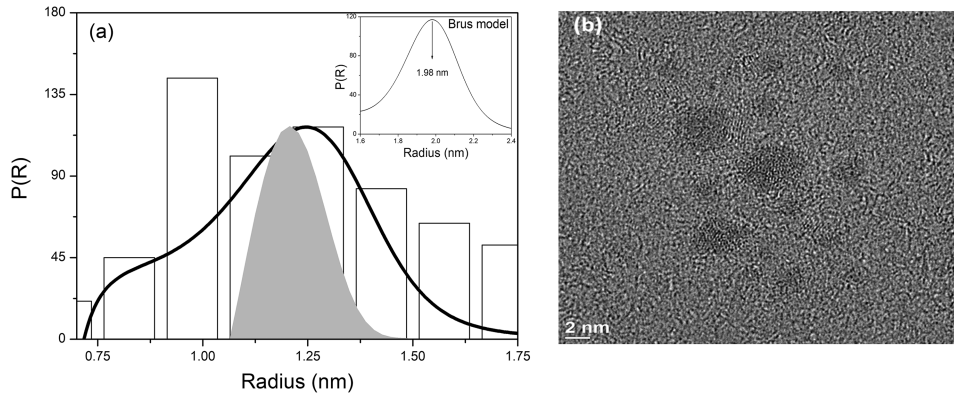 (a)
P(R)
180
135
90
45
0
0.75 1.00 1.25 1.50 1.75
Radius (nm)
Brus model
P(R)
120
80
40
0
1.98 nm
1.6 1.8 2.0 2.2 2.4
Radius (nm)
(b)
2 nm